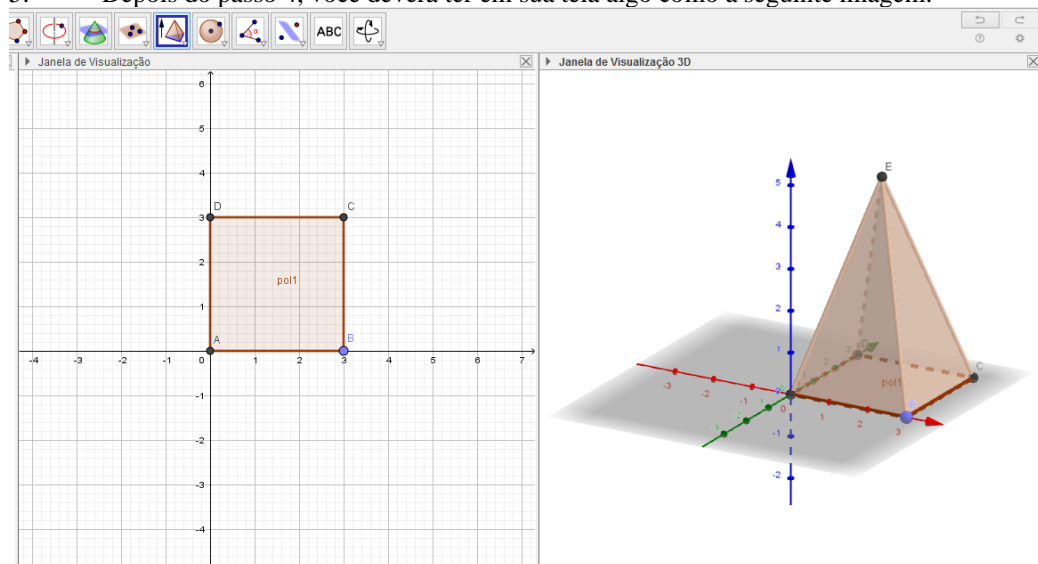 Depois do passo 4, você deverá ter em sua tela algo como a seguinte imagem:
α ABC
Janela de Visualização
Janela de Visualização 3D
6
5
4
3
2
1
0
-1
-2
-3
-4
-4 -3 -2 -1 1 2 3 4 5 6 7
D C
pol1
A B
E
5
4
3
2
1
0
-1
-2
-3 -2 -1 0 1 2 3
C
pol1